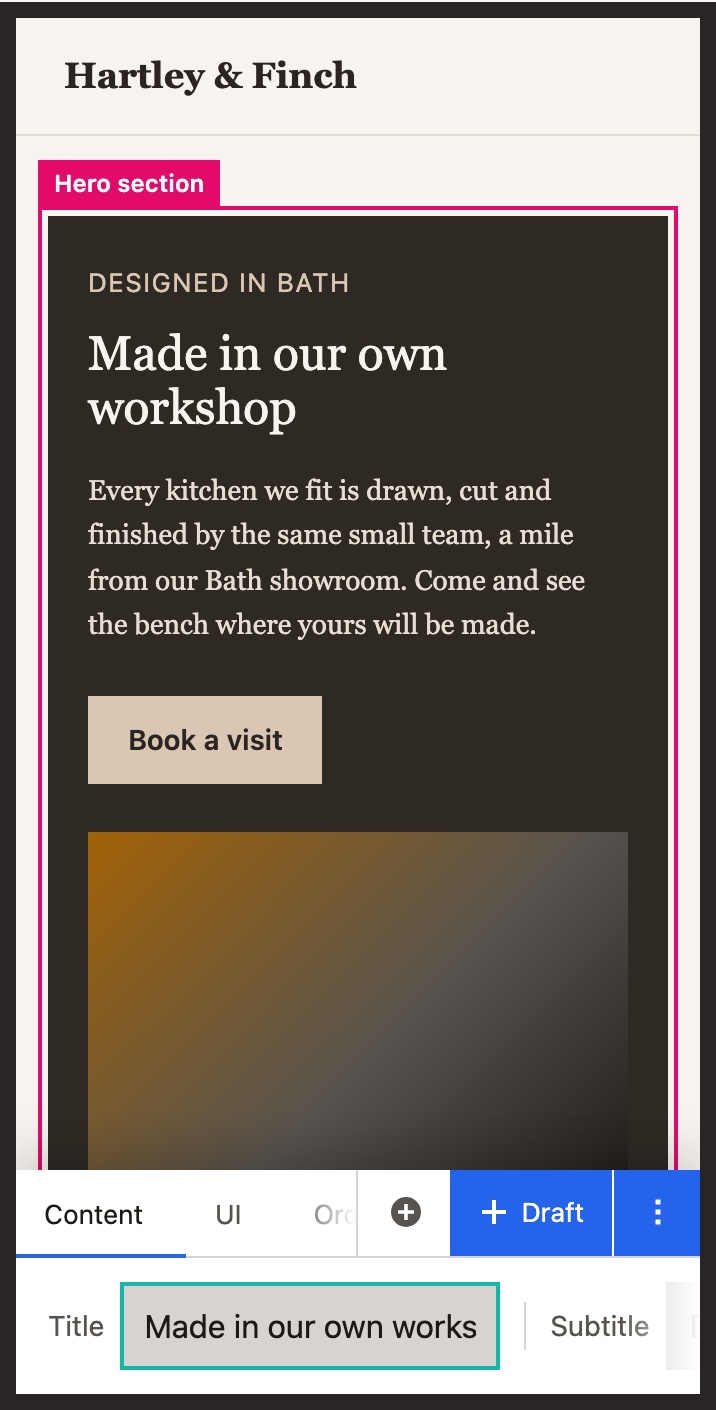 Hartley & Finch
Hero section
DESIGNED IN BATH
Made in our own
workshop
Every kitchen we fit is drawn, cut and
finished by the same small team, a mile
from our Bath showroom. Come and see
the bench where yours will be made.
Book a visit
Content UI Draft
Title Made in our own works Subtitle